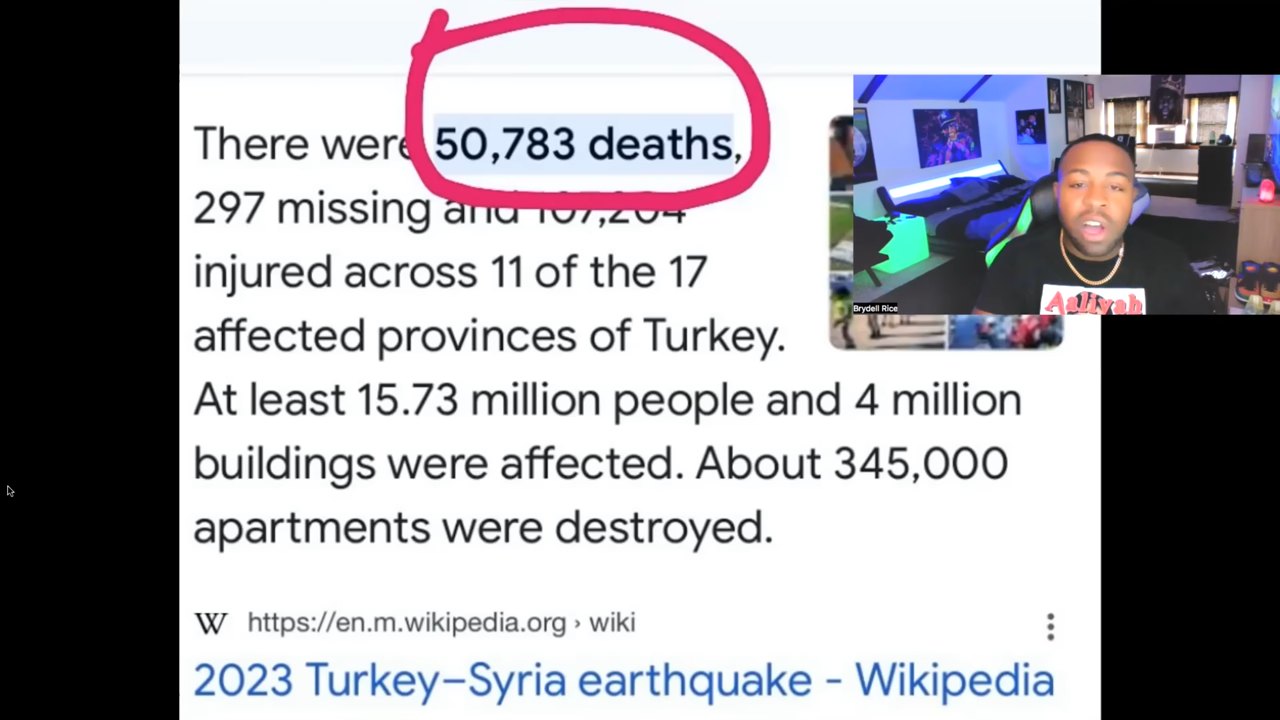 There were 50,783 deaths,
297 missing and 107,204
injured across 11 of the 17
affected provinces of Turkey.
At least 15.73 million people and 4 million
buildings were affected. About 345,000
apartments were destroyed.
W https://en.m.wikipedia.org › wiki
2023 Turkey–Syria earthquake - Wikipedia
Brydell Rice
Aaliyah